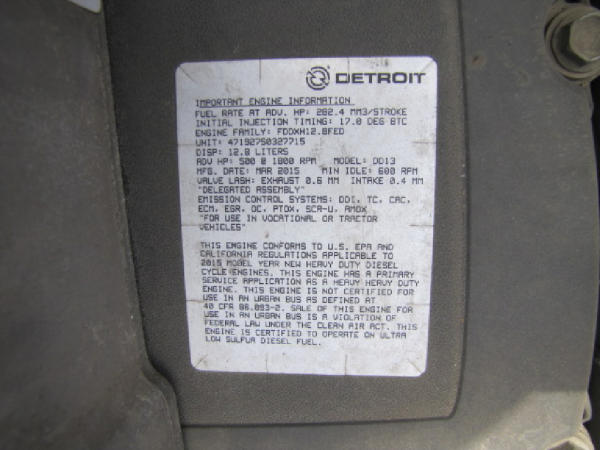 DETROIT
IMPORTANT ENGINE INFORMATION
FUEL RATE AT ADV. HP: 262.4 MM3/STROKE
INITIAL INJECTION TIMING: 17.0 DEG BTC
ENGINE FAMILY: FDDXH12.8FED
UNIT: 471927S0327715
DISP: 12.8 LITERS
ADV HP: 500 @ 1800 RPM MODEL: DD13
MFG. DATE: MAR 2015 MIN IDLE: 600 RPM
VALVE LASH: EXHAUST 0.6 MM INTAKE 0.4 MM
"DELEGATED ASSEMBLY"
EMISSION CONTROL SYSTEMS: DDI, TC, CAC,
ECM, EGR, OC, PTOX, SCR-U, AMOX
"FOR USE IN VOCATIONAL OR TRACTOR
VEHICLES"
THIS ENGINE CONFORMS TO U.S. EPA AND
CALIFORNIA REGULATIONS APPLICABLE TO
2015 MODEL YEAR NEW HEAVY DUTY DIESEL
CYCLE ENGINES. THIS ENGINE HAS A PRIMARY
SERVICE APPLICATION AS A HEAVY HEAVY DUTY
ENGINE. THIS ENGINE IS NOT CERTIFIED FOR
USE IN AN URBAN BUS AS DEFINED AT
40 CFR 86.093-2. SALE OF THIS ENGINE FOR
USE IN AN URBAN BUS IS A VIOLATION OF
FEDERAL LAW UNDER THE CLEAN AIR ACT. THIS
ENGINE IS CERTIFIED TO OPERATE ON ULTRA
LOW SULFUR DIESEL FUEL.